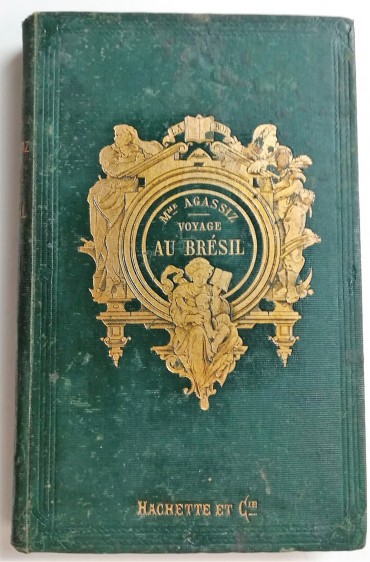 Mme AGASSIZ
VOYAGE
AU BRÉSIL
HACHETTE ET Cie